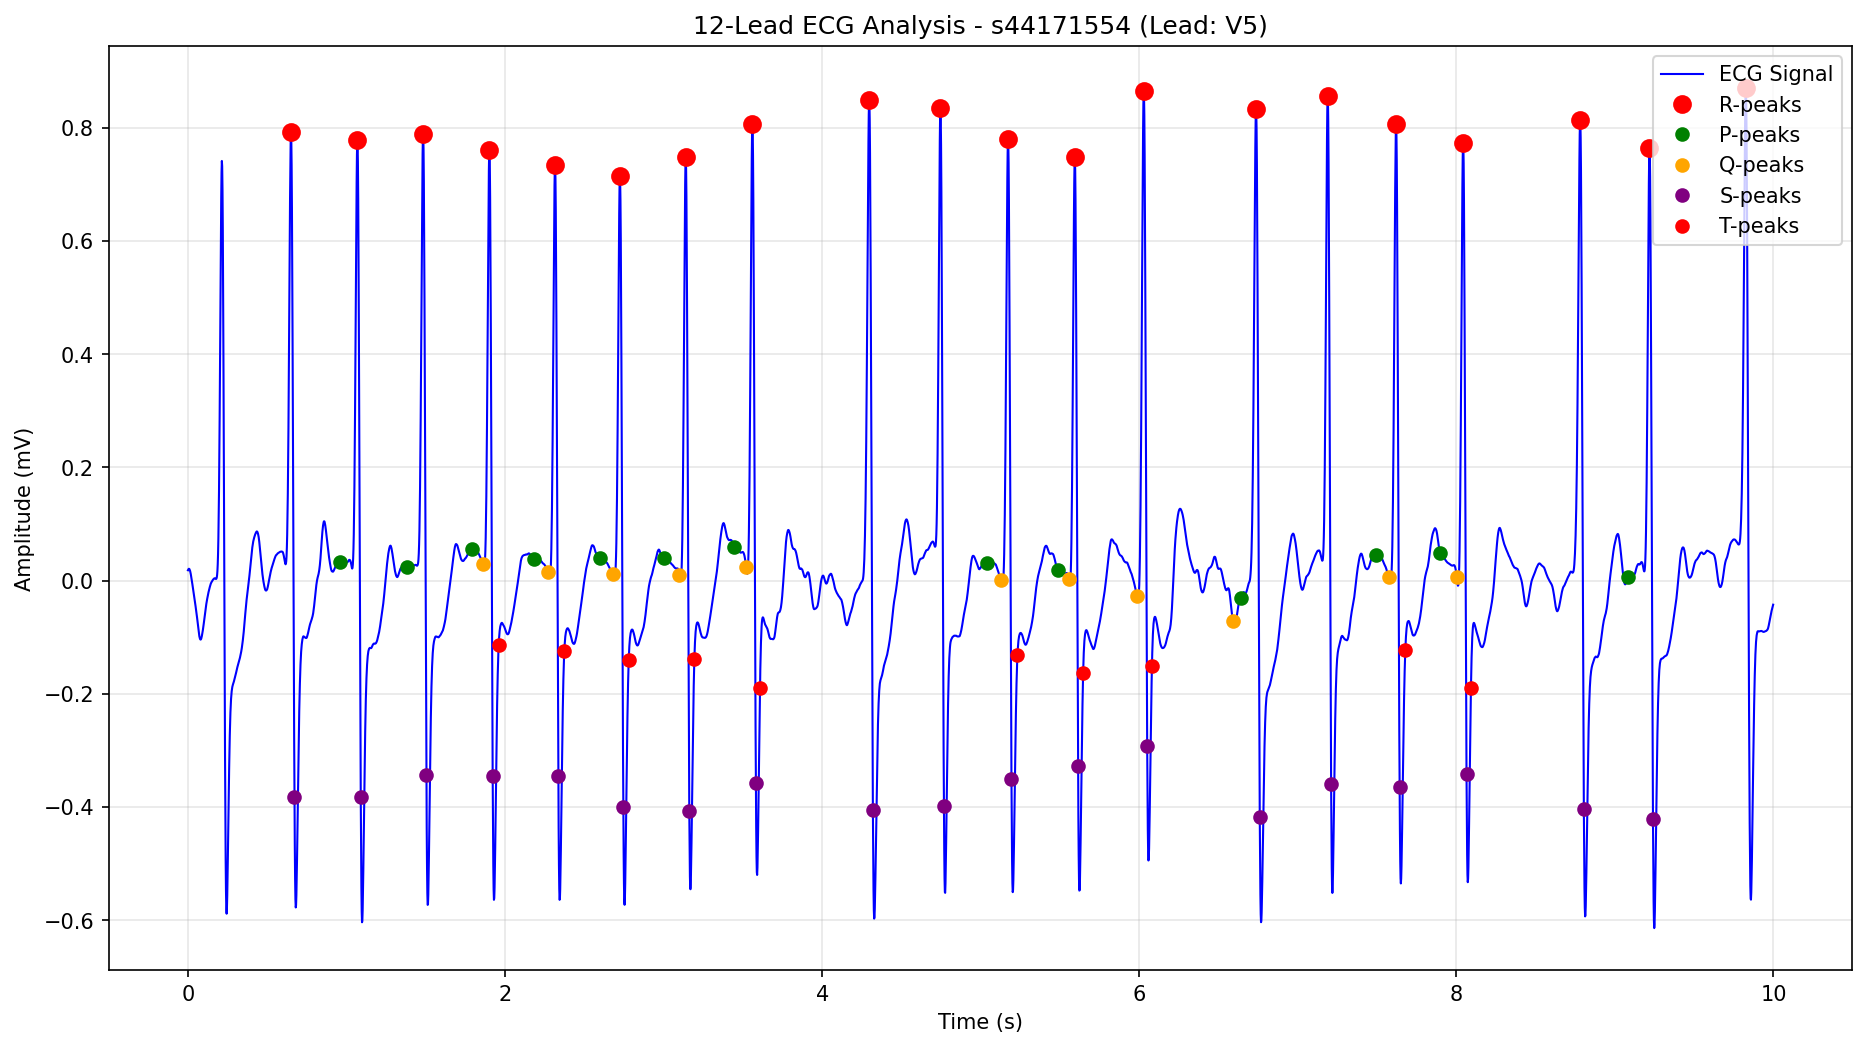 12-Lead ECG Analysis - s44171554 (Lead: V5)
ECG Signal
R-peaks
P-peaks
Q-peaks
S-peaks
T-peaks
Amplitude (mV)
0.8
0.6
0.4
0.2
0.0
−0.2
−0.4
−0.6
0 2 4 6 8 10
Time (s)